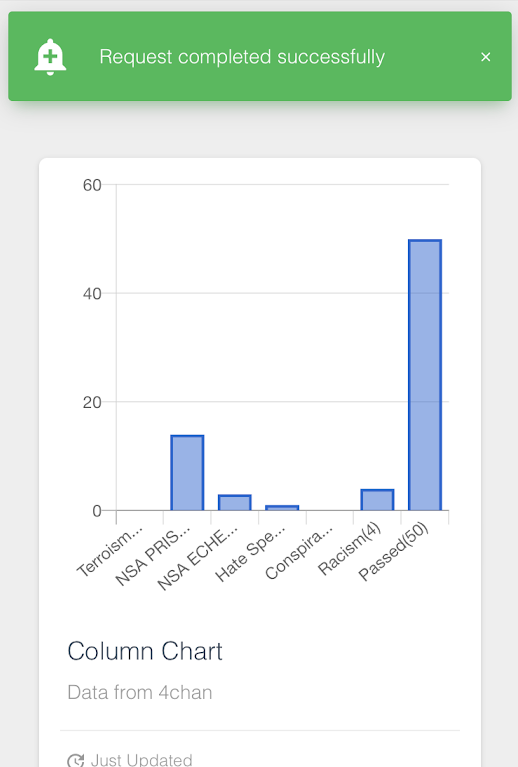 Request completed successfully
×
60
40
20
0
Terroism...
NSA PRIS...
NSA ECHE...
Hate Spe...
Conspira...
Racism(4)
Passed(50)
Column Chart
Data from 4chan
Just Updated